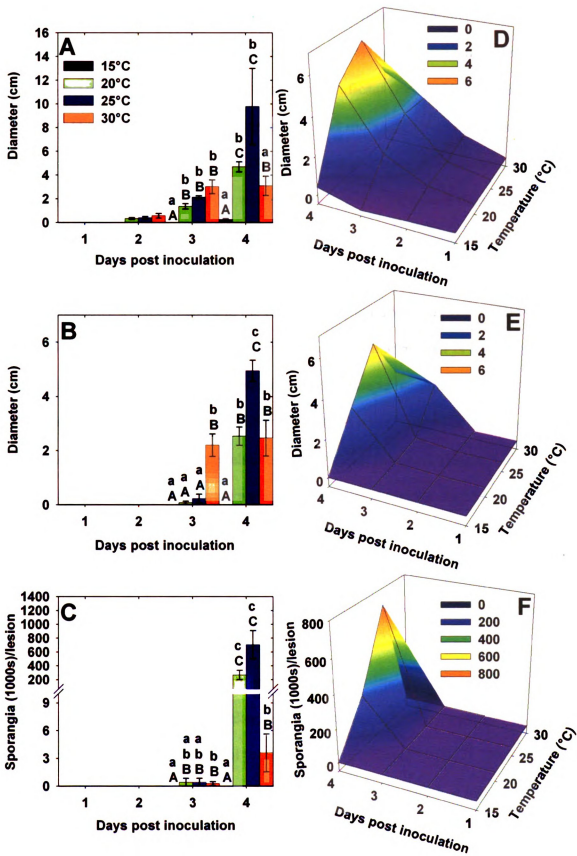 A
15°C
20°C
25°C
30°C
Diameter (cm)
16
14
12
10
8
6
4
2
0
a
A
b
B
b
B
b
B
a
A
b
C
b
C
a
B
1 2 3 4
Days post inoculation
D
0
2
4
6
Diameter (cm)
6
4
2
0
4 3 2 1
Days post inoculation
15 20 25 30
Temperature (°C)
B
Diameter (cm)
6
4
2
0
a
A
a
A
a
A
b
B
a
A
b
B
c
C
b
B
1 2 3 4
Days post inoculation
E
0
2
4
6
Diameter (cm)
6
4
2
0
4 3 2 1
Days post inoculation
15 20 25 30
Temperature (°C)
C
Sporangia (1000s)/lesion
1400
1200
1000
800
600
400
200
9
6
3
0
a
A
a
b
B
a
b
B
b
B
a
A
c
C
c
C
b
B
1 2 3 4
Days post inoculation
F
0
200
400
600
800
Sporangia (1000s)/lesion
800
600
400
200
0
4 3 2 1
Days post inoculation
15 20 25 30
Temperature (°C)